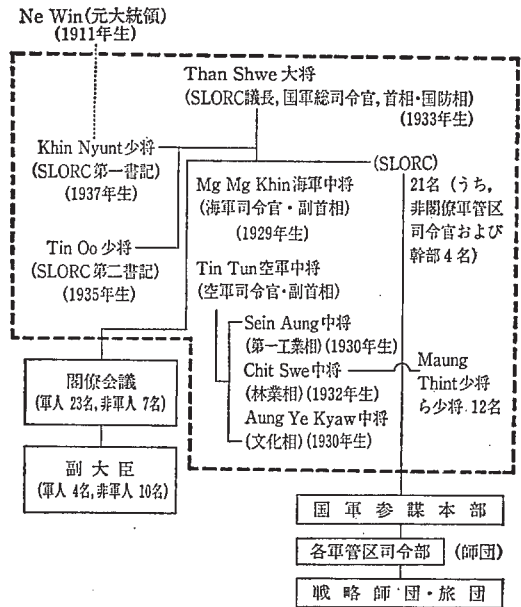 Ne Win(元大統領)
(1911年生)
Than Shwe 大将
(SLORC議長,国軍総司令官,首相・国防相)
(1933年生)
Khin Nyunt少将
(SLORC第一書記)
(1937年生)
(SLORC)
Mg Mg Khin海軍中将
(海軍司令官・副首相)
(1929年生)
21名(うち,
非閣僚軍管区
司令官および
幹部4名)
Tin Oo 少将
(SLORC第二書記)
(1935年生)
Tin Tun空軍中将
(空軍司令官・副首相)
Sein Aung中将
(第一工業相)(1930年生)
Chit Swe中将
(林業相)(1932年生)
Aung Ye Kyaw中将
(文化相)(1930年生)
Maung
Thint少将
ら少将12名
閣僚会議
(軍人 23名,非軍人 7名)
副大臣
(軍人 4名,非軍人 10名)
国軍参謀本部
各軍管区司令部 (師団)
戦略師団・旅団